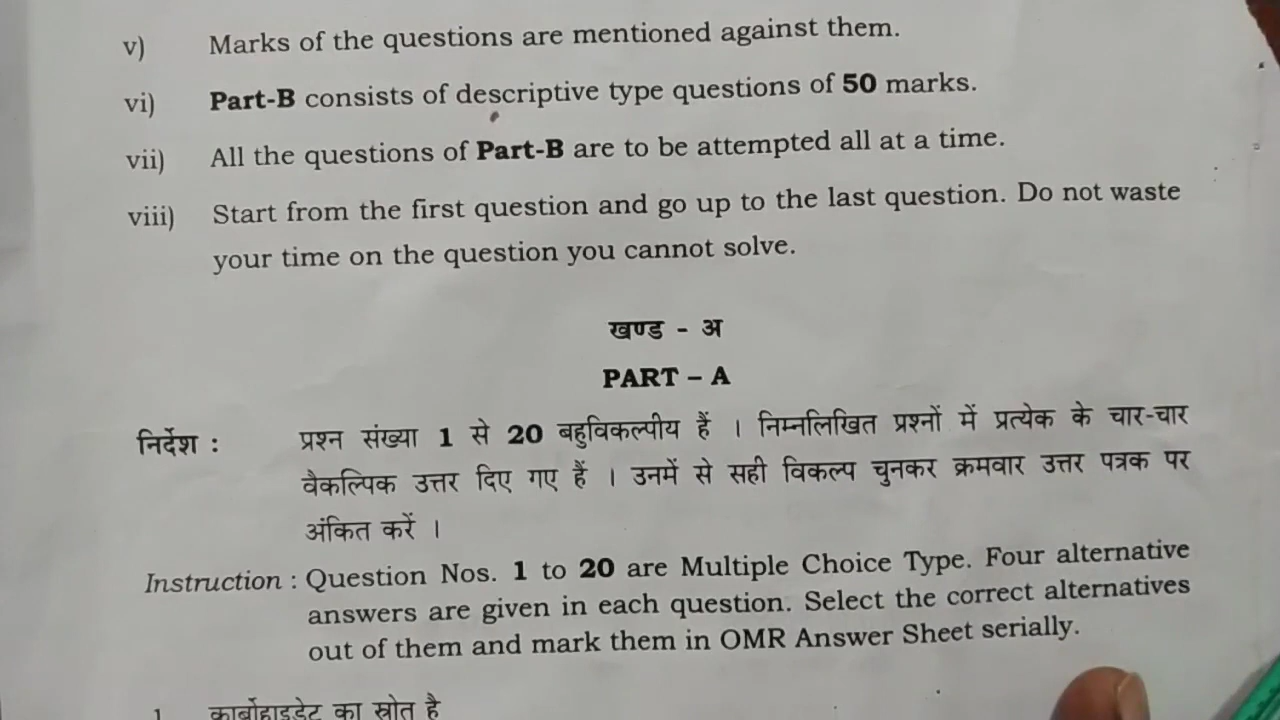 v) Marks of the questions are mentioned against them.
vi) Part-B consists of descriptive type questions of 50 marks.
vii) All the questions of Part-B are to be attempted all at a time.
viii) Start from the first question and go up to the last question. Do not waste
your time on the question you cannot solve.
खण्ड - अ
PART – A
निर्देश : प्रश्न संख्या 1 से 20 बहुविकल्पीय हैं । निम्नलिखित प्रश्नों में प्रत्येक के चार-चार
वैकल्पिक उत्तर दिए गए हैं । उनमें से सही विकल्प चुनकर क्रमवार उत्तर पत्रक पर
अंकित करें ।
Instruction : Question Nos. 1 to 20 are Multiple Choice Type. Four alternative
answers are given in each question. Select the correct alternatives
out of them and mark them in OMR Answer Sheet serially.
1 कार्बोहाइड्रेट का स्रोत है